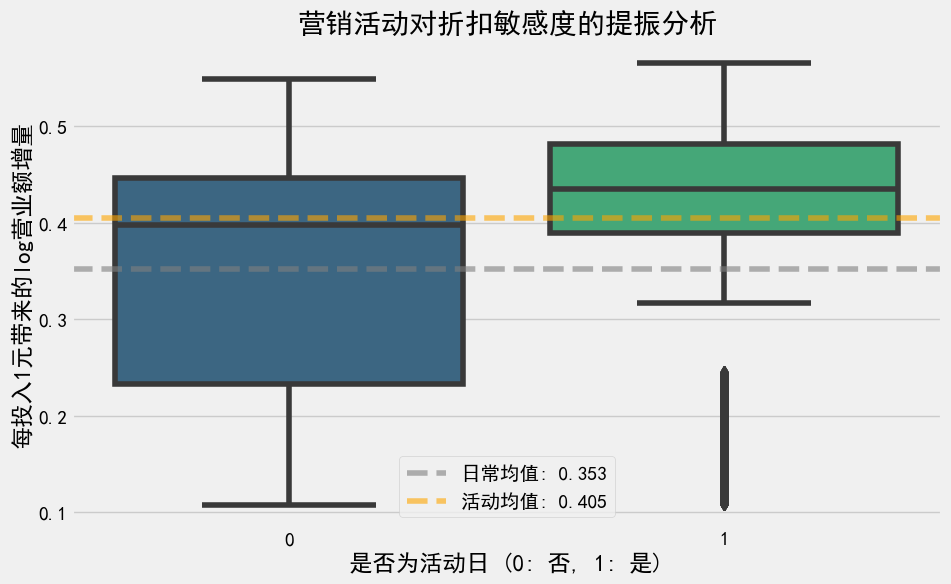 营销活动对折扣敏感度的提振分析
每投入1元带来的log营业额增量
0.5
0.4
0.3
0.2
0.1
日常均值: 0.353
活动均值: 0.405
0
1
是否为活动日 (0: 否, 1: 是)